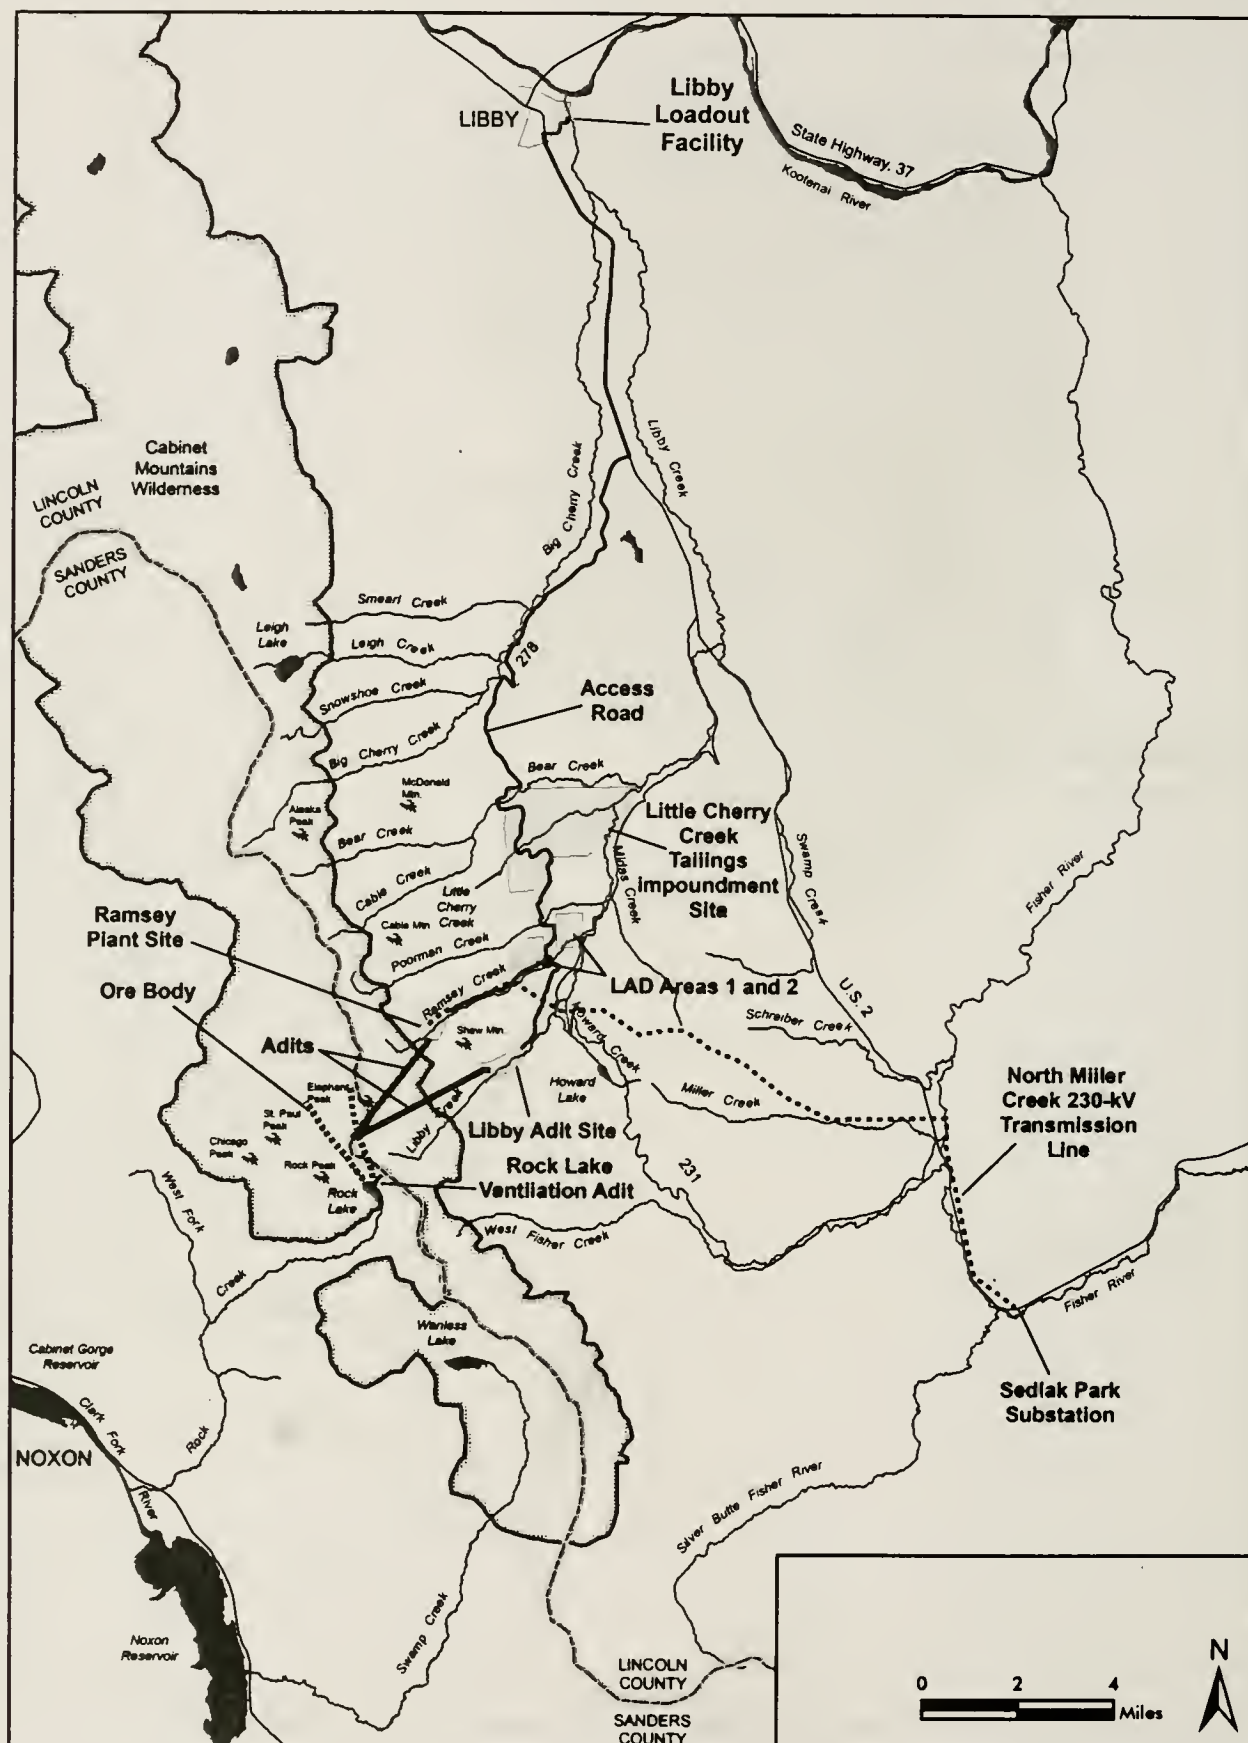 LIBBY
Libby
Loadout
Facility
State Highway. 37
Kootenai River
Cabinet
Mountains
Wilderness
LINCOLN
COUNTY
SANDERS
COUNTY
Big Cherry Creek
Libby Creek
Smearl Creek
Leigh
Lake
Leigh Creek
278
Snowshoe Creek
Access
Road
Big Cherry Creek
Bear Creek
McDonald
Mtn.
Alaska
Peak
Bear Creek
Little Cherry
Creek
Tailings
Impoundment
Site
Midas Creek
Swamp Creek
Fisher River
Cable Creek
Little
Cherry
Creek
Cable Mtn
Poorman Creek
Ramsey
Plant Site
Ore Body
Ramsey Creek
LAD Areas 1 and 2
U.S. 2
Schreiber Creek
Shaw Mtn.
Howard Creek
Adits
Elephant
Peak
St. Paul
Peak
Chicago
Peak
Rock Peak
Rock
Lake
Libby Creek
Howard
Lake
Miller Creek
North Miller
Creek 230-kV
Transmission
Line
Libby Adit Site
Rock Lake
Ventilation Adit
231
West Fork
West Fisher Creek
Creek
Fisher River
Wanless
Lake
Cabinet Gorge
Reservoir
Clark Fork
River
NOXON
Rock
Sedlak Park
Substation
Silver Butte Fisher River
Noxon
Reservoir
Swamp Creek
LINCOLN
COUNTY
SANDERS
COUNTY
0 2 4
Miles
N